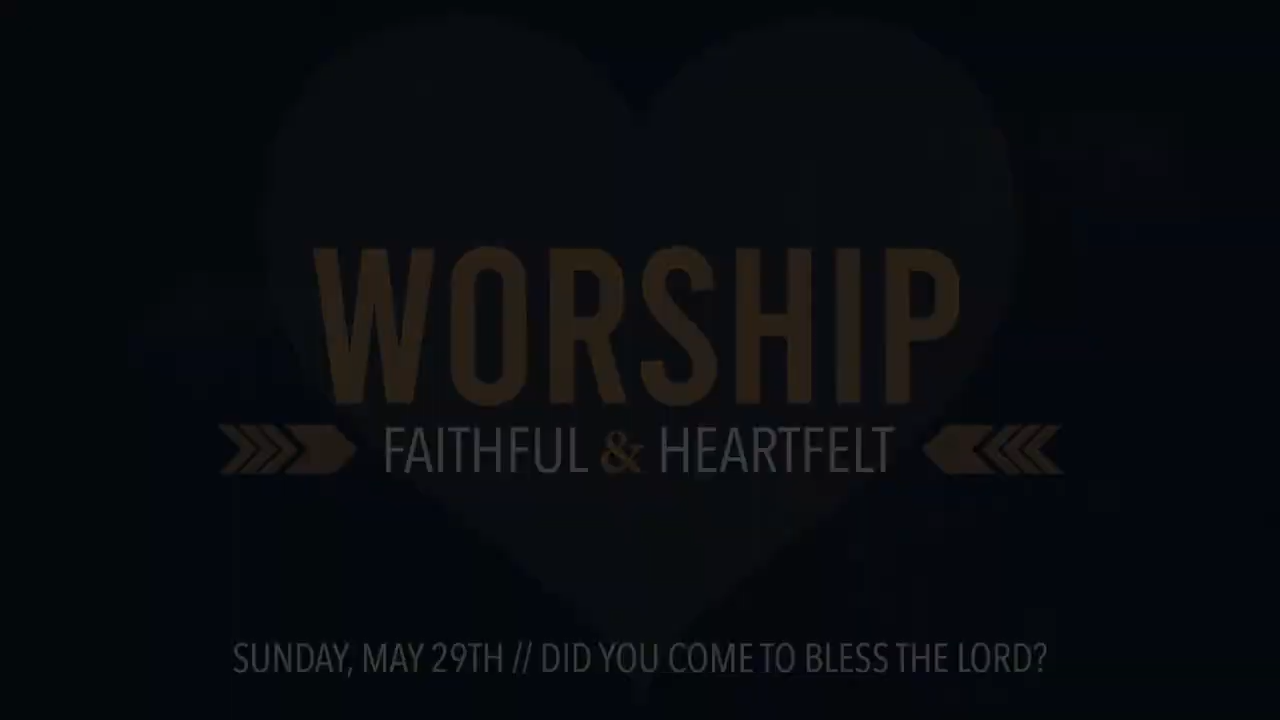 WORSHIP
FAITHFUL & HEARTFELT
SUNDAY, MAY 29TH // DID YOU COME TO BLESS THE LORD?